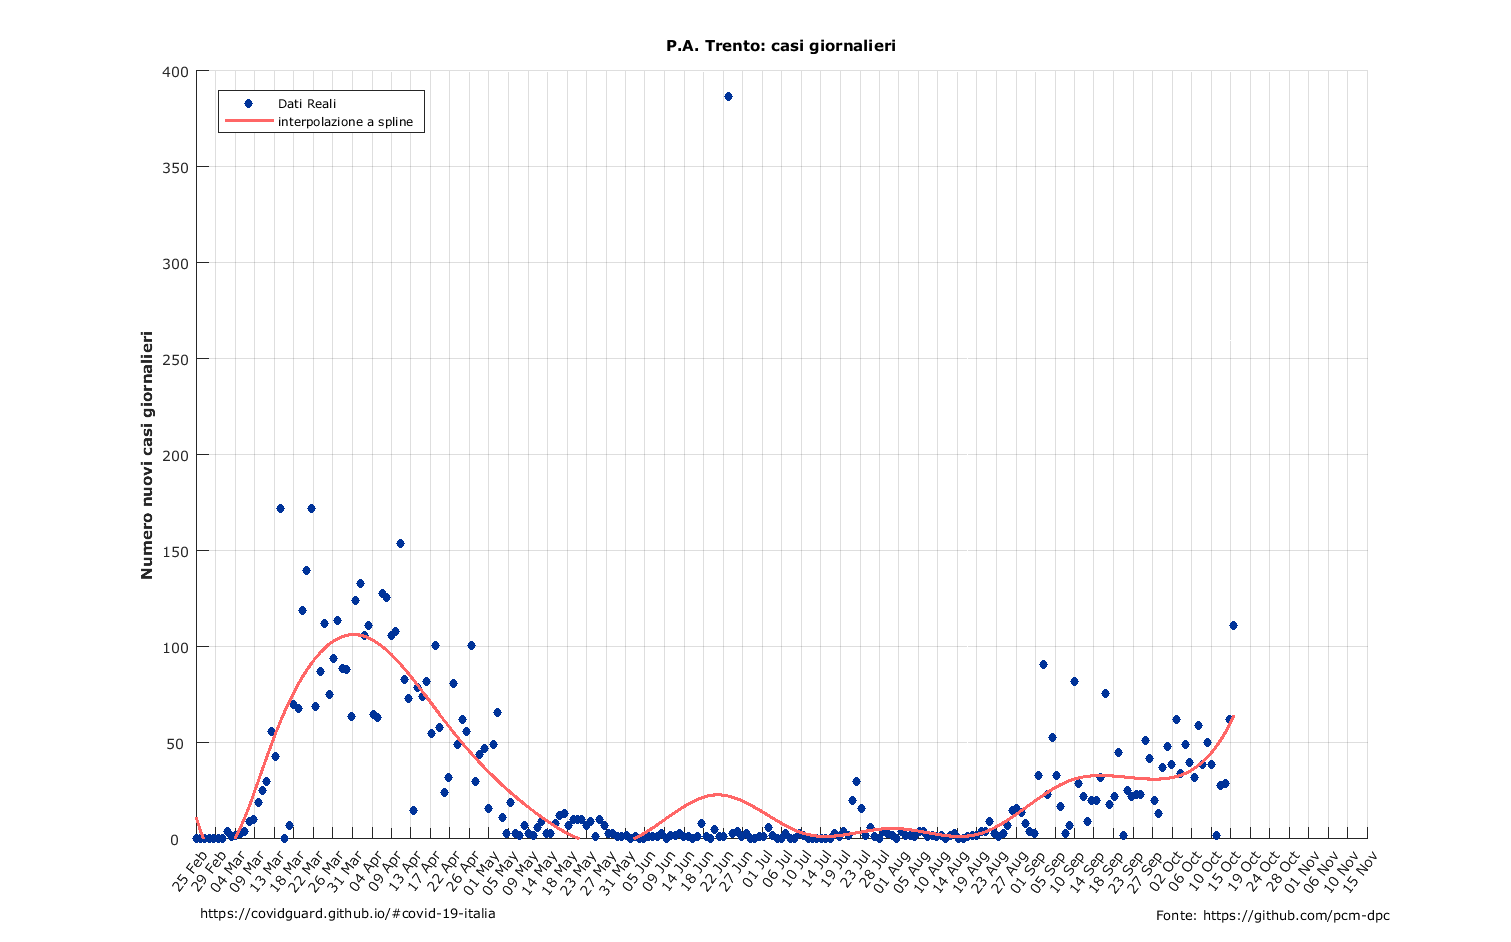 P.A. Trento: casi giornalieri
Dati Reali
interpolazione a spline
Numero nuovi casi giornalieri
400
350
300
250
200
150
100
50
0
25 Feb
29 Feb
04 Mar
09 Mar
13 Mar
18 Mar
22 Mar
26 Mar
31 Mar
04 Apr
09 Apr
13 Apr
17 Apr
22 Apr
26 Apr
01 May
05 May
09 May
14 May
18 May
23 May
27 May
31 May
05 Jun
09 Jun
14 Jun
18 Jun
22 Jun
27 Jun
01 Jul
06 Jul
10 Jul
14 Jul
19 Jul
23 Jul
28 Jul
01 Aug
05 Aug
10 Aug
14 Aug
19 Aug
23 Aug
27 Aug
01 Sep
05 Sep
10 Sep
14 Sep
18 Sep
23 Sep
27 Sep
02 Oct
06 Oct
10 Oct
15 Oct
19 Oct
24 Oct
28 Oct
01 Nov
06 Nov
10 Nov
15 Nov
https://covidguard.github.io/#covid-19-italia
Fonte: https://github.com/pcm-dpc